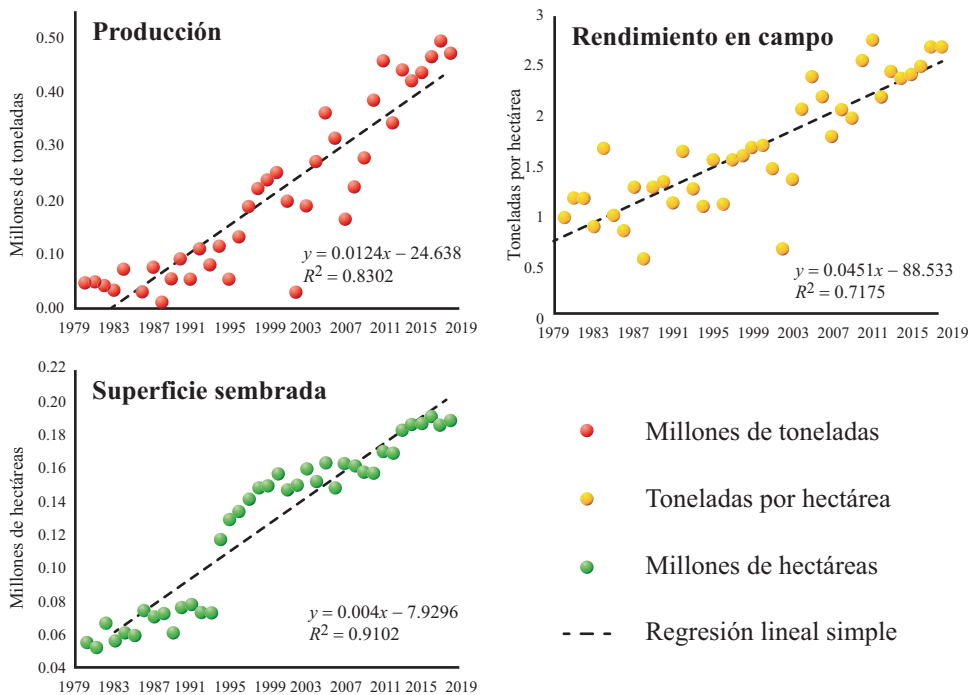 Producción
Millones de toneladas
0.50
0.40
0.30
0.20
0.10
0.00
y = 0.0124x – 24.638
R² = 0.8302
1979 1983 1987 1991 1995 1999 2003 2007 2011 2015 2019
Rendimiento en campo
Toneladas por hectárea
3
2.5
2
1.5
1
0.5
0
y = 0.0451x – 88.533
R² = 0.7175
1979 1983 1987 1991 1995 1999 2003 2007 2011 2015 2019
Superficie sembrada
Millones de hectáreas
0.22
0.20
0.18
0.16
0.14
0.12
0.10
0.08
0.06
0.04
y = 0.004x – 7.9296
R² = 0.9102
1979 1983 1987 1991 1995 1999 2003 2007 2011 2015 2019
Millones de toneladas
Toneladas por hectárea
Millones de hectáreas
Regresión lineal simple